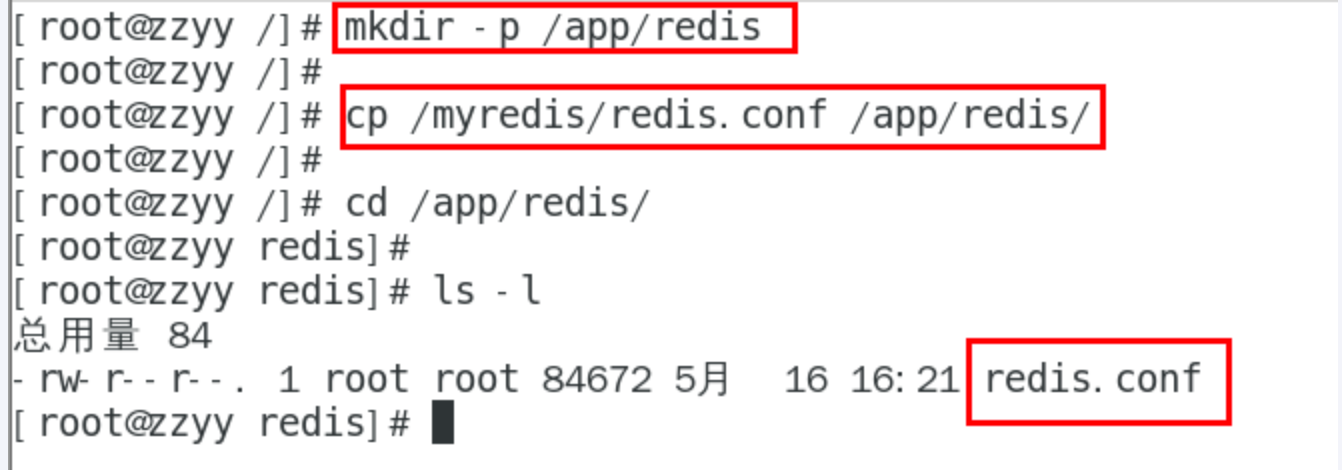 [root@zzyy /]# mkdir -p /app/redis
[root@zzyy /]#
[root@zzyy /]# cp /myredis/redis.conf /app/redis/
[root@zzyy /]#
[root@zzyy /]# cd /app/redis/
[root@zzyy redis]#
[root@zzyy redis]# ls -l
总用量 84
-rw-r--r--. 1 root root 84672 5月  16 16:21 redis.conf
[root@zzyy redis]#